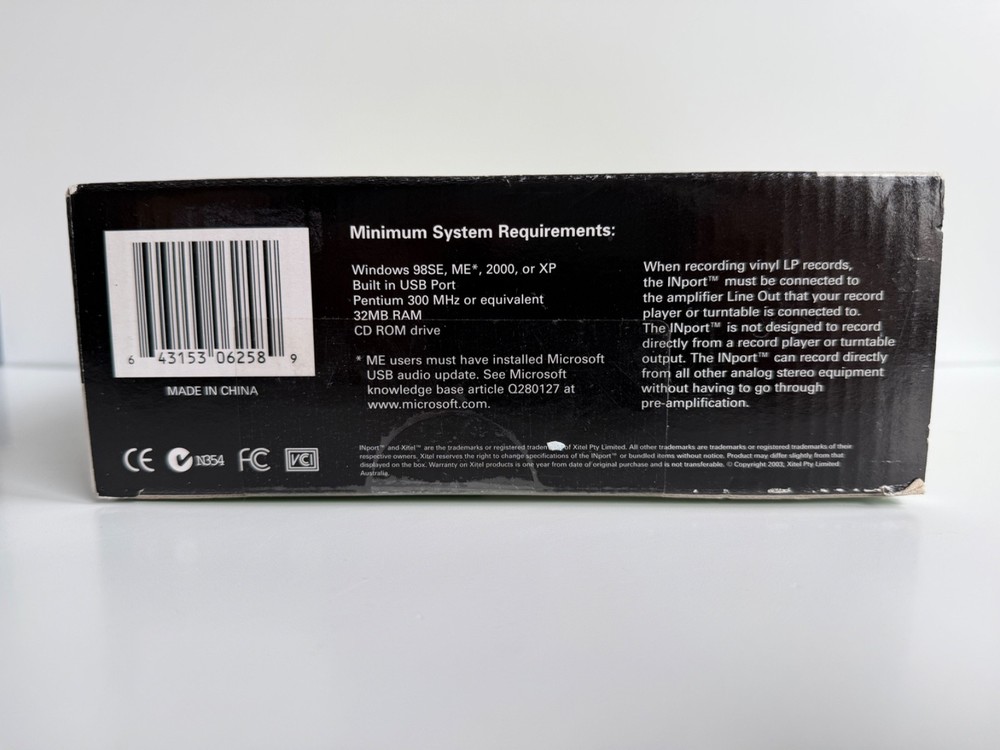 6 43153 06258 9
MADE IN CHINA
CE N354 FC VCI
Minimum System Requirements:
Windows 98SE, ME*, 2000, or XP
Built in USB Port
Pentium 300 MHz or equivalent
32MB RAM
CD ROM drive
* ME users must have installed Microsoft
USB audio update. See Microsoft
knowledge base article Q280127 at
www.microsoft.com.
When recording vinyl LP records,
the INport™ must be connected to
the amplifier Line Out that your record
player or turntable is connected to.
The INport™ is not designed to record
directly from a record player or turntable
output. The INport™ can record directly
from all other analog stereo equipment
without having to go through
pre-amplification.
INport™ and Xitel™ are the trademarks or registered of Xitel Pty Limited. All other trademarks are trademarks or registered trademarks of their
respective owners. Xitel reserves the right to change specifications of the INport™ or bundled items without notice. Product may differ slightly from that
displayed on the box. Warranty on Xitel products is one year from date of original purchase and is not transferable. © Copyright 2003, Xitel Pty Limited
Australia.